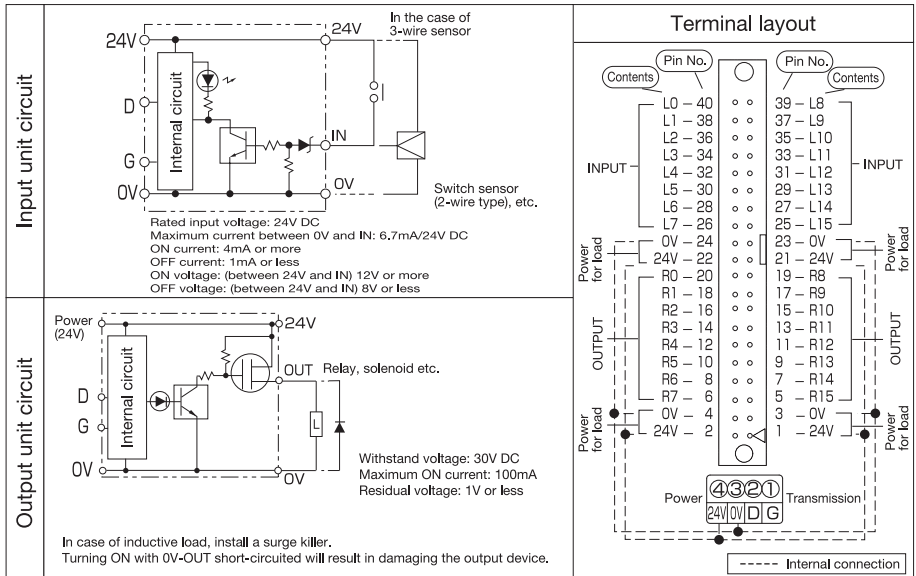 Input unit circuit
24V
D
G
0V
Internal circuit
24V
IN
0V
In the case of
3-wire sensor
Switch sensor
(2-wire type), etc.
Rated input voltage: 24V DC
Maximum current between 0V and IN: 6.7mA/24V DC
ON current: 4mA or more
OFF current: 1mA or less
ON voltage: (between 24V and IN) 12V or more
OFF voltage: (between 24V and IN) 8V or less
Output unit circuit
Power
(24V)
D
G
0V
Internal circuit
24V
OUT
0V
L
Relay, solenoid etc.
Withstand voltage: 30V DC
Maximum ON current: 100mA
Residual voltage: 1V or less
In case of inductive load, install a surge killer.
Turning ON with 0V-OUT short-circuited will result in damaging the output device.
Terminal layout
Contents Pin No. Pin No. Contents
L0 – 40 39 – L8
L1 – 38 37 – L9
L2 – 36 35 – L10
L3 – 34 33 – L11
INPUT L4 – 32 31 – L12 INPUT
L5 – 30 29 – L13
L6 – 28 27 – L14
L7 – 26 25 – L15
Power for load 0V – 24 23 – 0V Power for load
24V – 22 21 – 24V
R0 – 20 19 – R8
R1 – 18 17 – R9
R2 – 16 15 – R10
R3 – 14 13 – R11
OUTPUT R4 – 12 11 – R12 OUTPUT
R5 – 10 9 – R13
R6 – 8 7 – R14
R7 – 6 5 – R15
Power for load 0V – 4 3 – 0V Power for load
24V – 2 1 – 24V
Power ④③②① Transmission
24V 0V D G
Internal connection